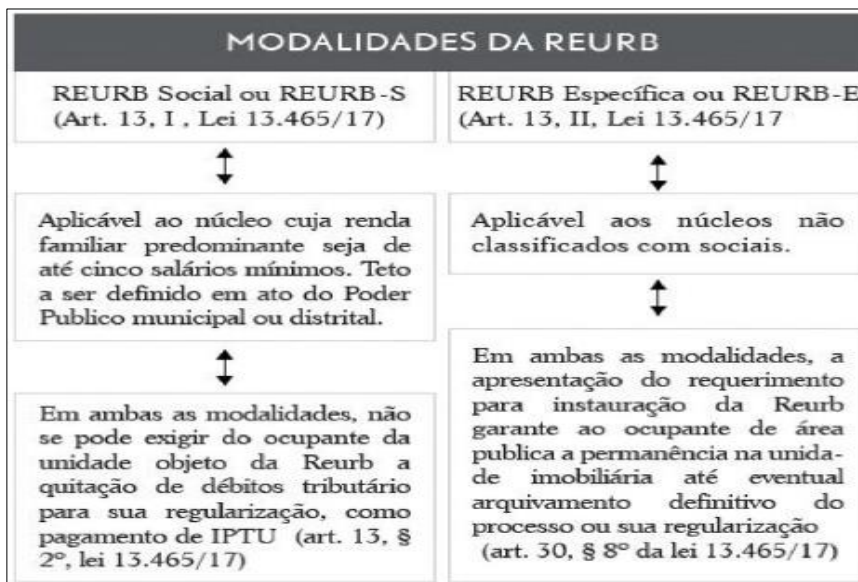 MODALIDADES DA REURB
REURB Social ou REURB-S
(Art. 13, I , Lei 13.465/17)
Aplicável ao núcleo cuja renda
familiar predominante seja de
até cinco salários mínimos. Teto
a ser definido em ato do Poder
Publico municipal ou distrital.
Em ambas as modalidades, não
se pode exigir do ocupante da
unidade objeto da Reurb a
quitação de débitos tributário
para sua regularização, como
pagamento de IPTU (art. 13, §
2º, lei 13.465/17)
REURB Específica ou REURB-E
(Art. 13, II, Lei 13.465/17
Aplicável aos núcleos não
classificados com sociais.
Em ambas as modalidades, a
apresentação do requerimento
para instauração da Reurb
garante ao ocupante de área
publica a permanência na unida-
de imobiliária até eventual
arquivamento definitivo do
processo ou sua regularização
(art. 30, § 8º da lei 13.465/17)